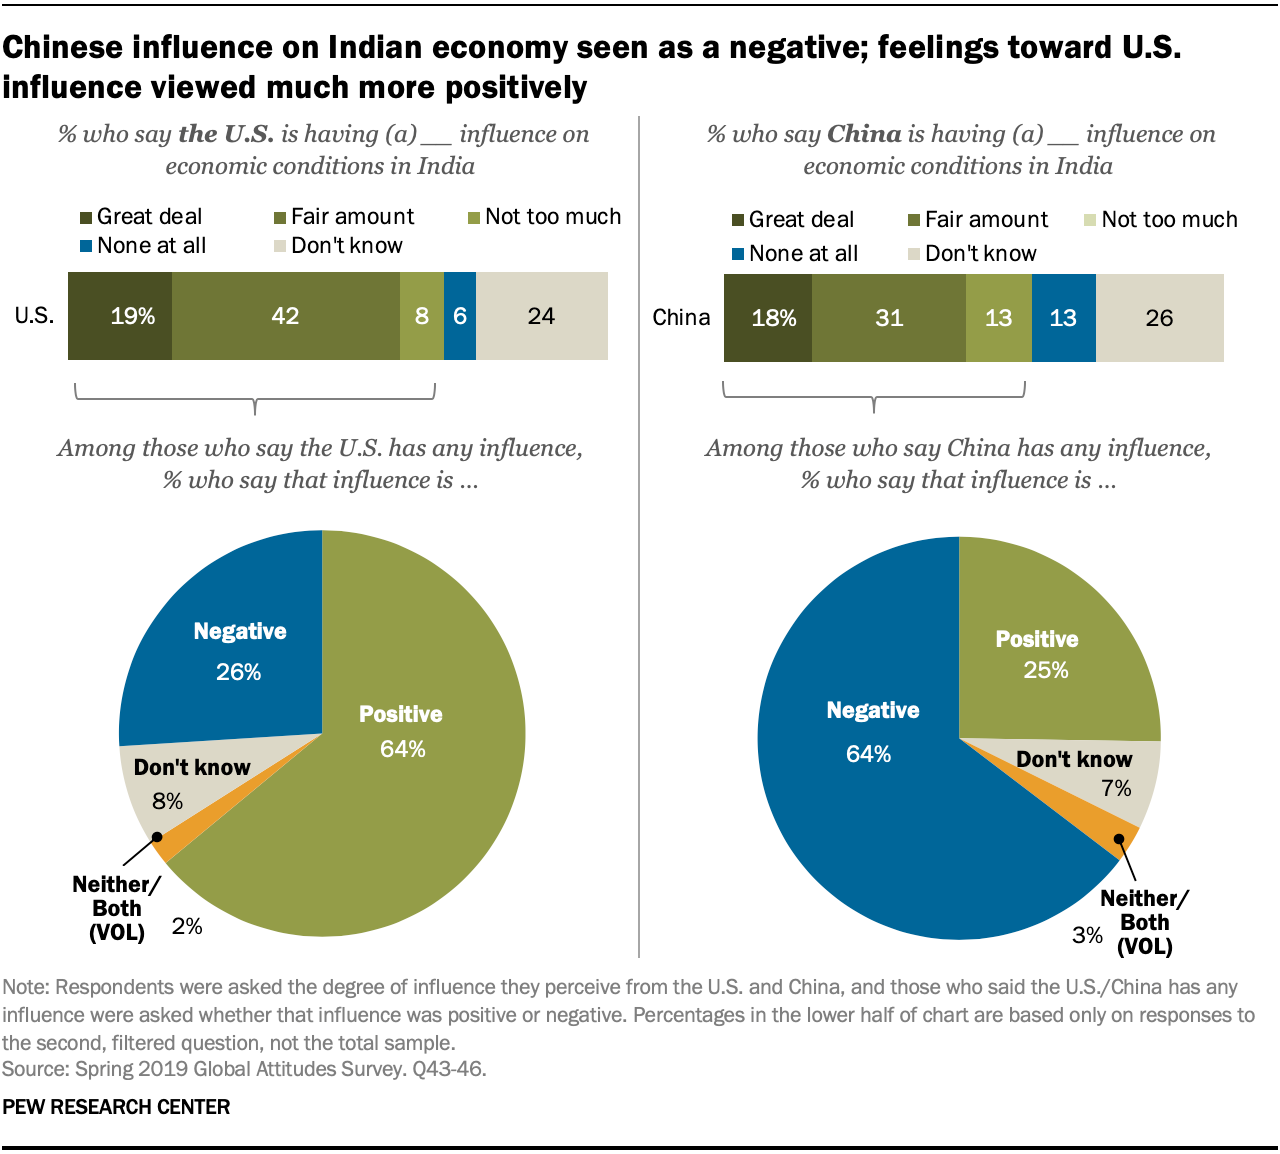 Chinese influence on Indian economy seen as a negative; feelings toward U.S.
influence viewed much more positively
% who say the U.S. is having (a) __ influence on
economic conditions in India
Great deal Fair amount Not too much
None at all Don't know
U.S. 19% 42 8 6 24
Among those who say the U.S. has any influence,
% who say that influence is ...
Negative
26%
Positive
64%
Don't know
8%
Neither/
Both
(VOL)
2%
% who say China is having (a) __ influence on
economic conditions in India
Great deal Fair amount Not too much
None at all Don't know
China 18% 31 13 13 26
Among those who say China has any influence,
% who say that influence is ...
Positive
25%
Negative
64%
Don't know
7%
Neither/
Both
(VOL)
3%
Note: Respondents were asked the degree of influence they perceive from the U.S. and China, and those who said the U.S./China has any
influence were asked whether that influence was positive or negative. Percentages in the lower half of chart are based only on responses to
the second, filtered question, not the total sample.
Source: Spring 2019 Global Attitudes Survey. Q43-46.
PEW RESEARCH CENTER